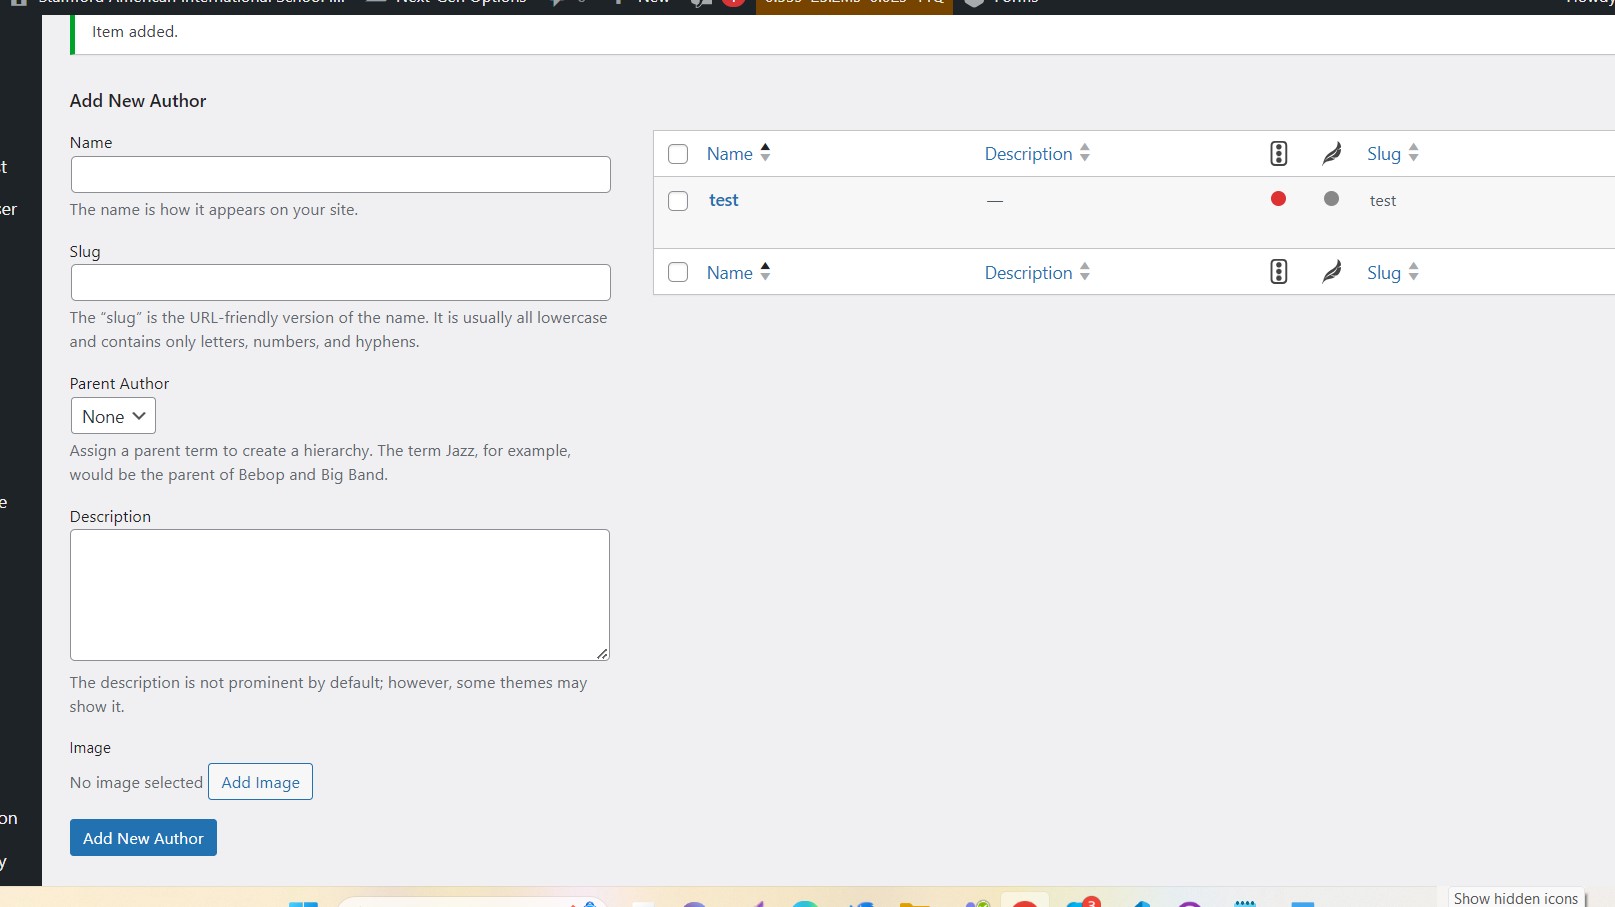 Item added.
Add New Author
Name
The name is how it appears on your site.
Slug
The “slug” is the URL-friendly version of the name. It is usually all lowercase
and contains only letters, numbers, and hyphens.
Parent Author
None
Assign a parent term to create a hierarchy. The term Jazz, for example,
would be the parent of Bebop and Big Band.
Description
The description is not prominent by default; however, some themes may
show it.
Image
No image selected Add Image
Add New Author
Name Description Slug
test — test
Name Description Slug
3
Show hidden icons